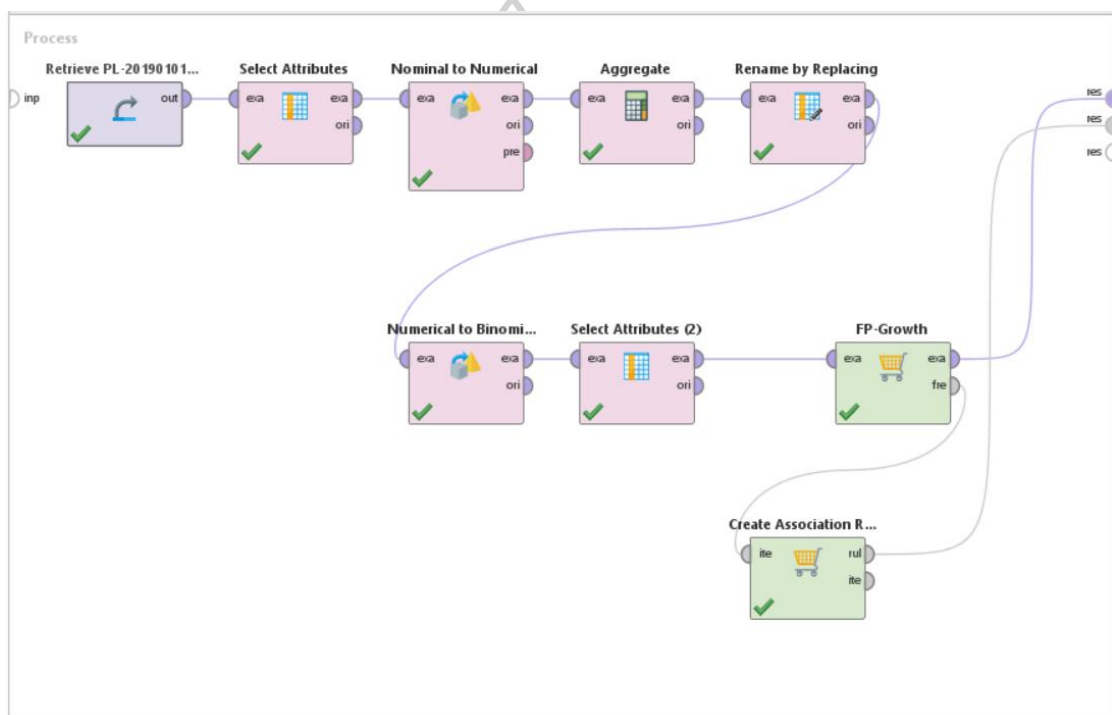 Process
Retrieve PL-20190101... Select Attributes Nominal to Numerical Aggregate Rename by Replacing
inp out exa exa exa exa exa exa exa exa res
ori ori ori ori res
pre res
Numerical to Binomi... Select Attributes (2) FP-Growth
exa exa exa exa exa exa
ori ori fre
Create Association R...
ite rul
ite